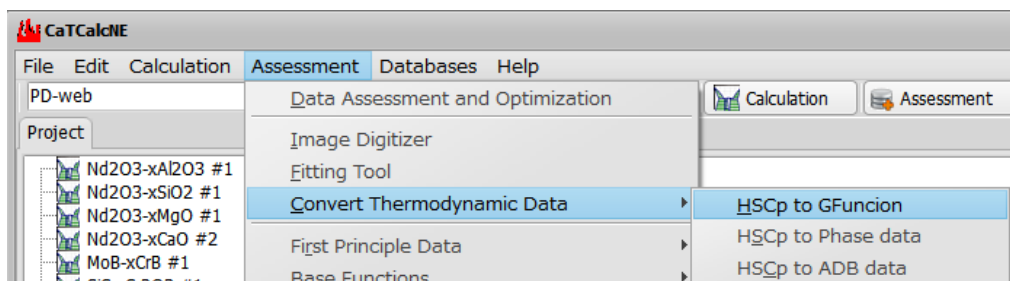 CaTCalcNE
File Edit Calculation Assessment Databases Help
PD-web
Data Assessment and Optimization
Calculation
Assessment
Project
Image Digitizer
Nd2O3-xAl2O3 #1
Fitting Tool
Nd2O3-xSiO2 #1
Convert Thermodynamic Data
HSCp to GFuncion
Nd2O3-xMgO #1
Nd2O3-xCaO #2
First Principle Data
HSCp to Phase data
MoB-xCrB #1
Base Functions
HSCp to ADB data